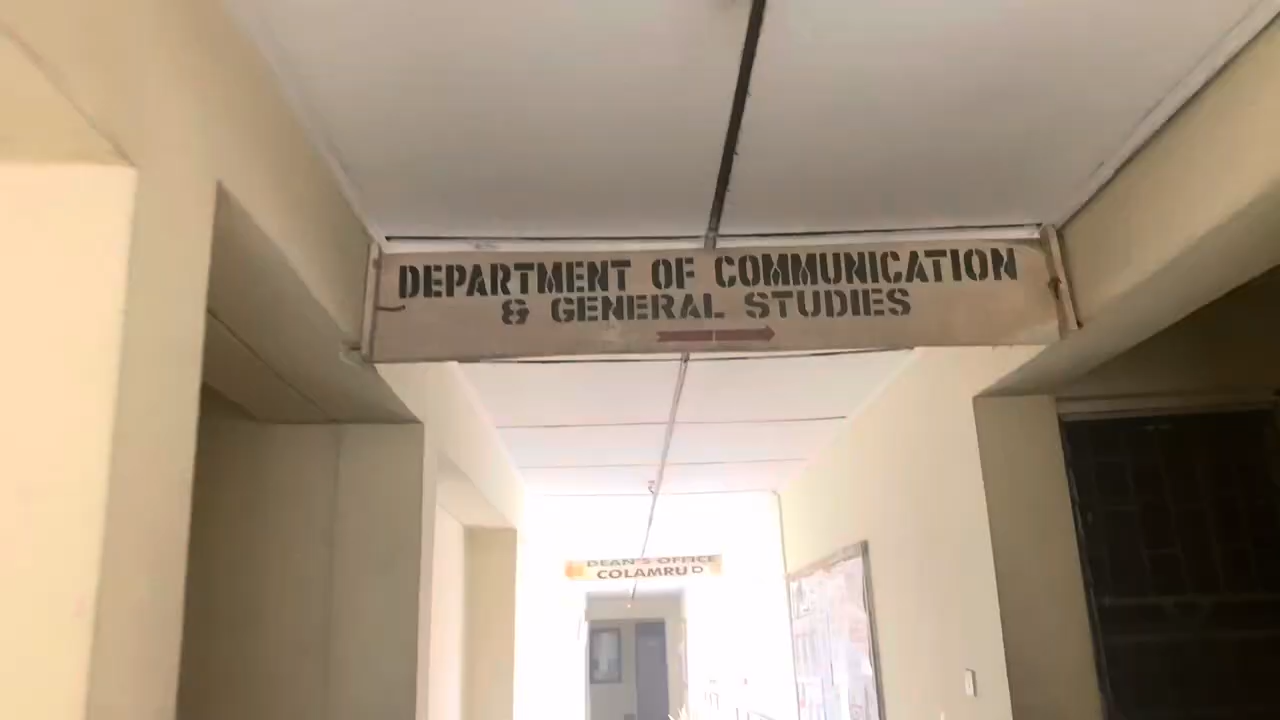 DEPARTMENT OF COMMUNICATION
& GENERAL STUDIES
DEAN'S OFFICE
COLAMRUD